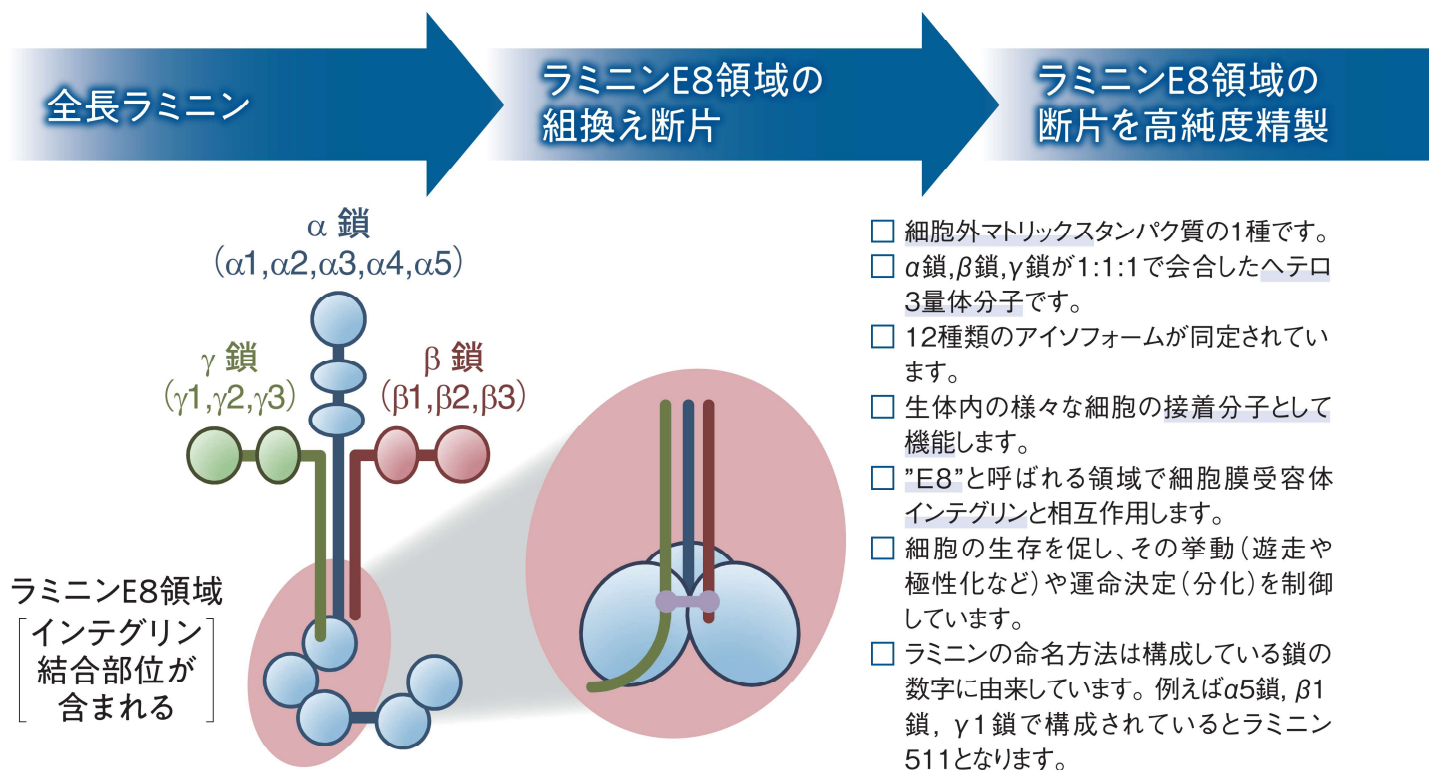 全長ラミニン
ラミニンE8領域の
組換え断片
ラミニンE8領域の
断片を高純度精製
α 鎖
（α1,α2,α3,α4,α5）
γ 鎖
（γ1,γ2,γ3）
β 鎖
（β1,β2,β3）
ラミニンE8領域
インテグリン
結合部位が
含まれる
□ 細胞外マトリックスタンパク質の1種です。
□ α鎖,β鎖,γ鎖が1:1:1で会合したヘテロ
3量体分子です。
□ 12種類のアイソフォームが同定されてい
ます。
□ 生体内の様々な細胞の接着分子として
機能します。
□ ”E8”と呼ばれる領域で細胞膜受容体
インテグリンと相互作用します。
□ 細胞の生存を促し、その挙動（遊走や
極性化など）や運命決定（分化）を制御
しています。
□ ラミニンの命名方法は構成している鎖の
数字に由来しています。例えばα5鎖, β1
鎖, γ1鎖で構成されているとラミニン
511となります。